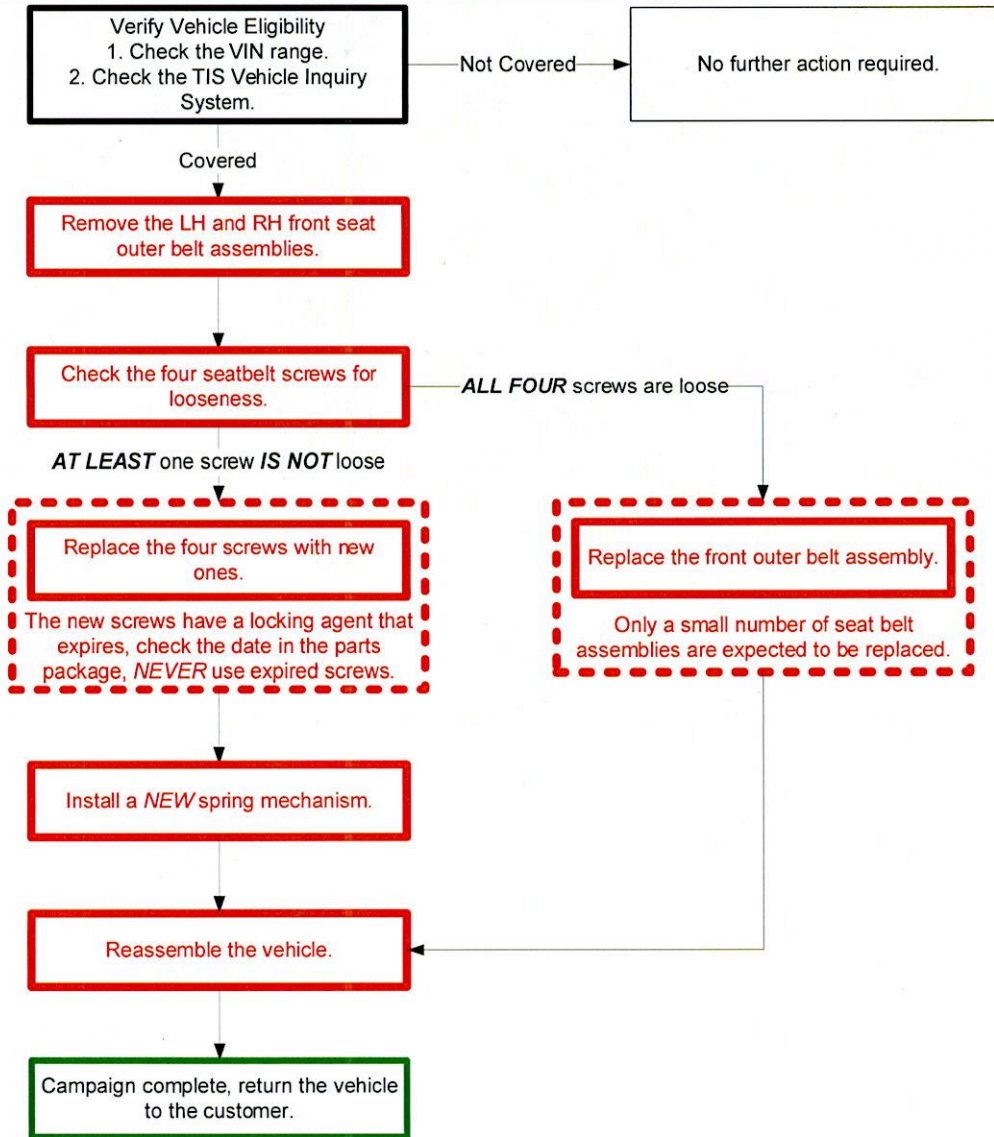 Verify Vehicle Eligibility
1. Check the VIN range.
2. Check the TIS Vehicle Inquiry
System.
Not Covered
No further action required.
Covered
Remove the LH and RH front seat
outer belt assemblies.
Check the four seatbelt screws for
looseness.
ALL FOUR screws are loose
AT LEAST one screw IS NOT loose
Replace the four screws with new
ones.
The new screws have a locking agent that
expires, check the date in the parts
package, NEVER use expired screws.
Replace the front outer belt assembly.
Only a small number of seat belt
assemblies are expected to be replaced.
Install a NEW spring mechanism.
Reassemble the vehicle.
Campaign complete, return the vehicle
to the customer.